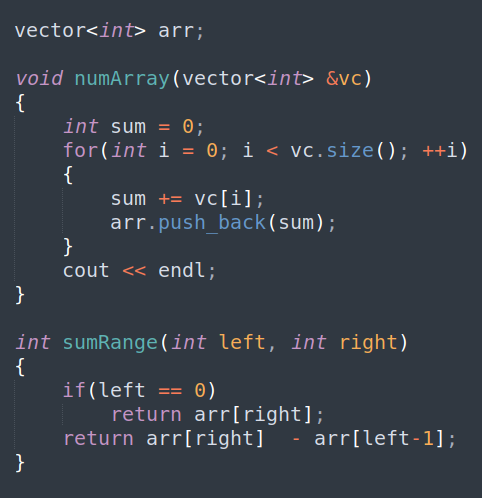 vector<int> arr;

void numArray(vector<int> &vc)
{
    int sum = 0;
    for(int i = 0; i < vc.size(); ++i)
    {
        sum += vc[i];
        arr.push_back(sum);
    }
    cout << endl;
}

int sumRange(int left, int right)
{
    if(left == 0)
        return arr[right];
    return arr[right]  - arr[left-1];
}